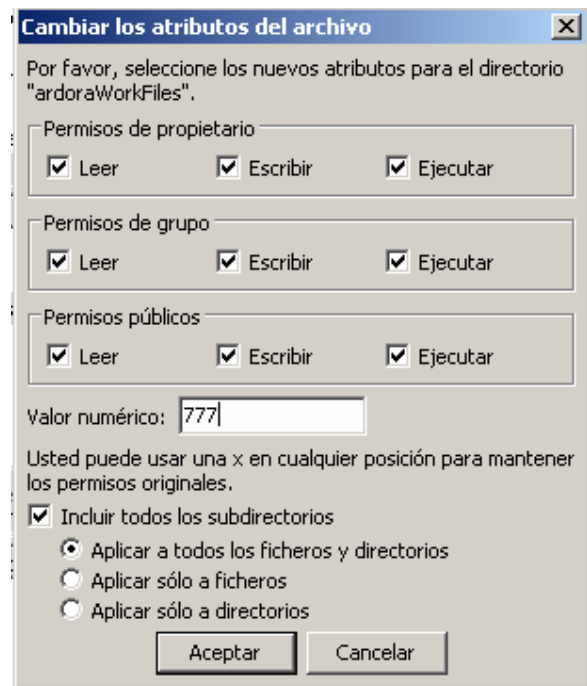 Cambiar los atributos del archivo
Por favor, seleccione los nuevos atributos para el directorio
"ardoraWorkFiles".
Permisos de propietario
Leer Escribir Ejecutar
Permisos de grupo
Leer Escribir Ejecutar
Permisos públicos
Leer Escribir Ejecutar
Valor numérico: 777
Usted puede usar una x en cualquier posición para mantener
los permisos originales.
Incluir todos los subdirectorios
Aplicar a todos los ficheros y directorios
Aplicar sólo a ficheros
Aplicar sólo a directorios
Aceptar Cancelar